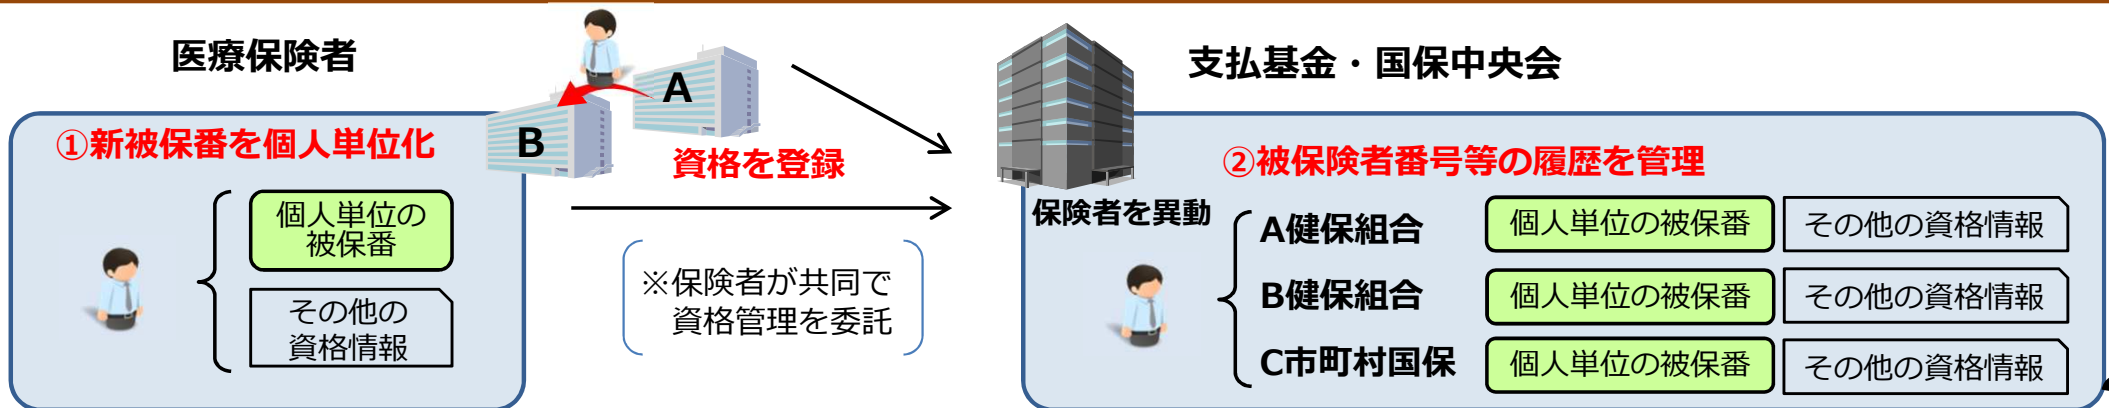 医療保険者
A
B
①新被保番を個人単位化
個人単位の
被保番
その他の
資格情報
資格を登録
※保険者が共同で
資格管理を委託
支払基金・国保中央会
②被保険者番号等の履歴を管理
保険者を異動
A健保組合 個人単位の被保番 その他の資格情報
B健保組合 個人単位の被保番 その他の資格情報
C市町村国保 個人単位の被保番 その他の資格情報